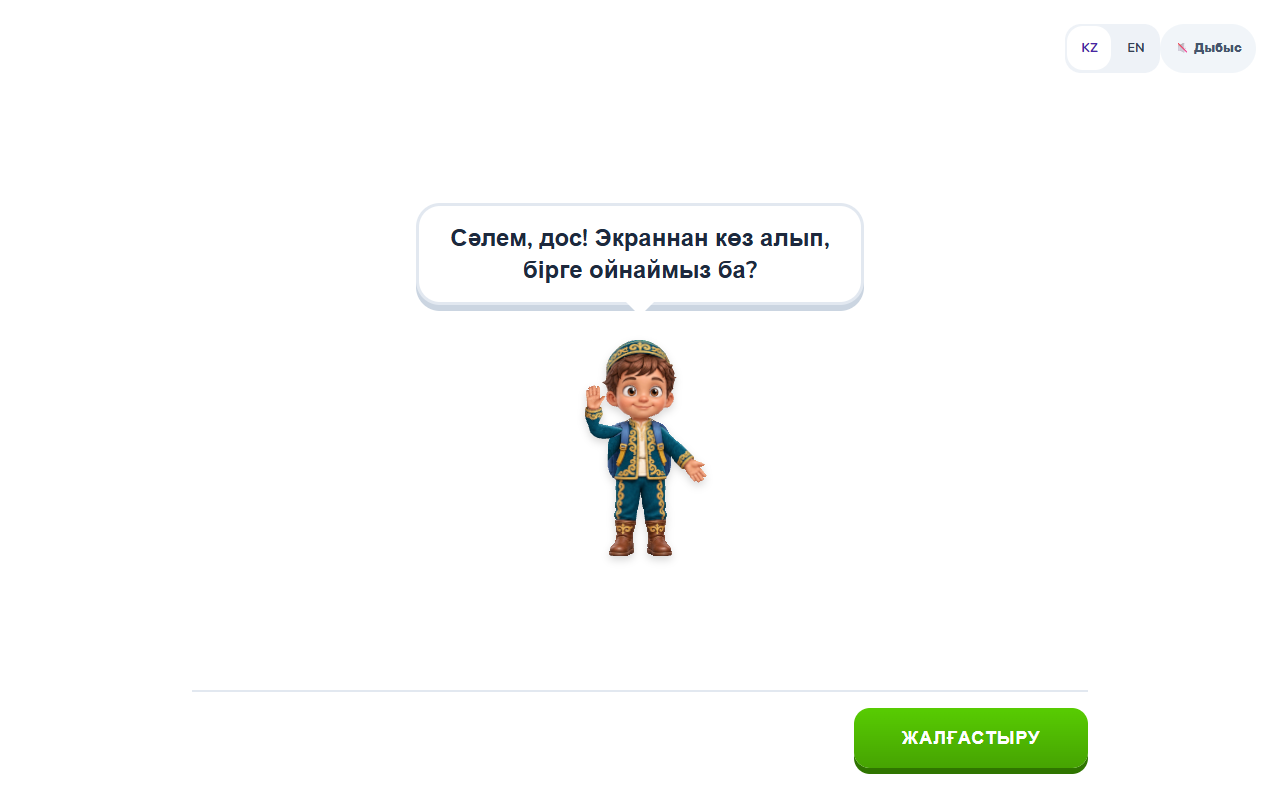 KZ EN Дыбыс
Сәлем, дос! Экраннан көз алып,
бірге ойнаймыз ба?
ЖАЛҒАСТЫРУ